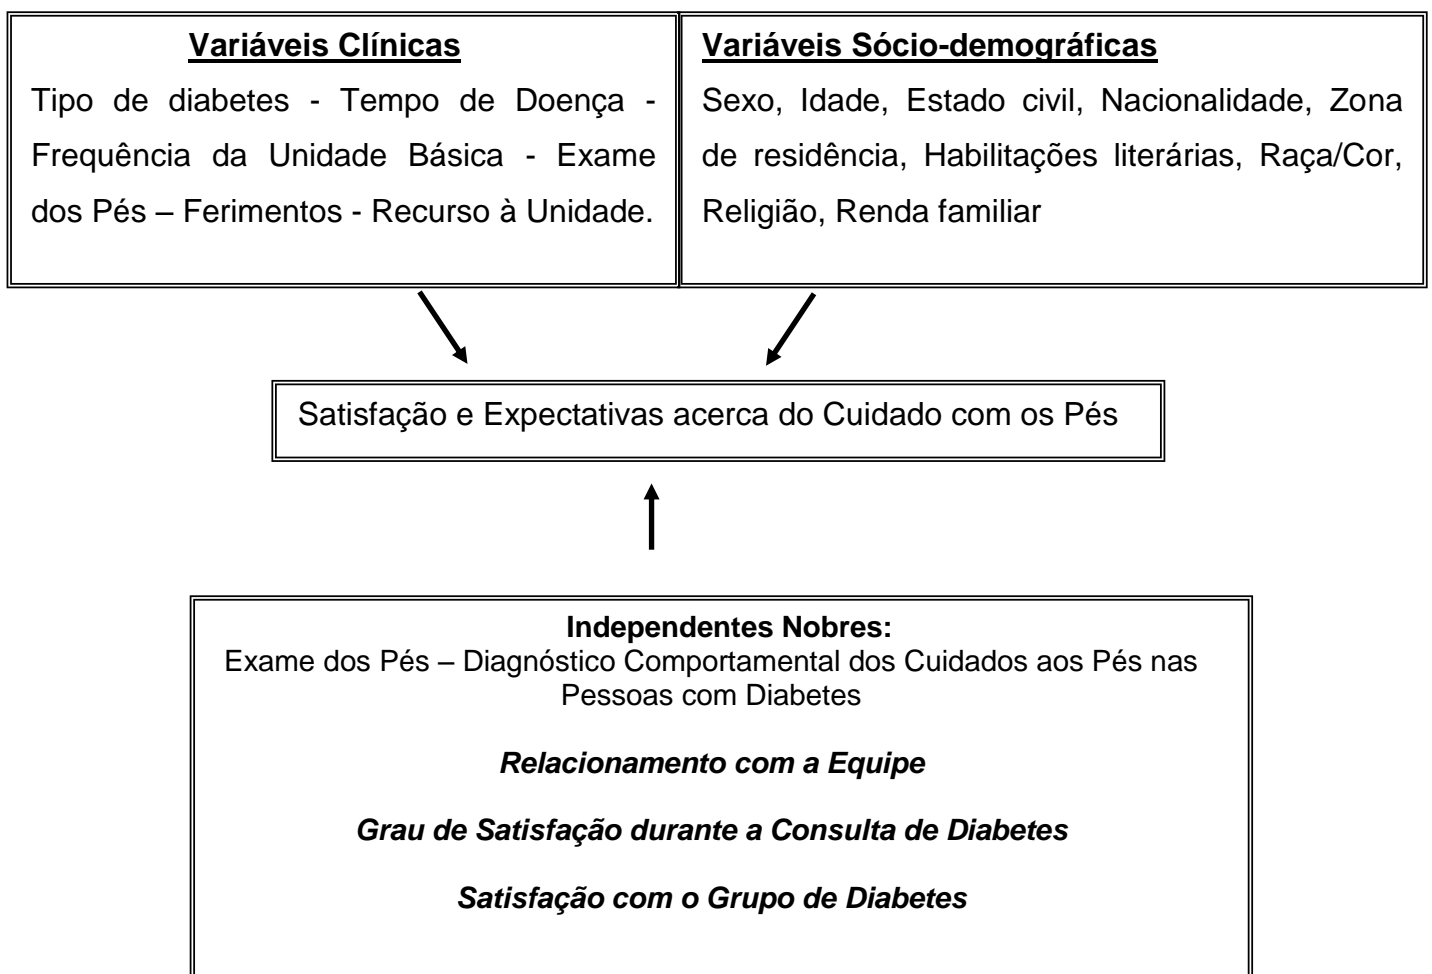 Variáveis Clínicas
Tipo de diabetes - Tempo de Doença -
Frequência da Unidade Básica - Exame
dos Pés – Ferimentos - Recurso à Unidade.
Variáveis Sócio-demográficas
Sexo, Idade, Estado civil, Nacionalidade, Zona
de residência, Habilitações literárias, Raça/Cor,
Religião, Renda familiar
Satisfação e Expectativas acerca do Cuidado com os Pés
Independentes Nobres:
Exame dos Pés – Diagnóstico Comportamental dos Cuidados aos Pés nas
Pessoas com Diabetes
Relacionamento com a Equipe
Grau de Satisfação durante a Consulta de Diabetes
Satisfação com o Grupo de Diabetes